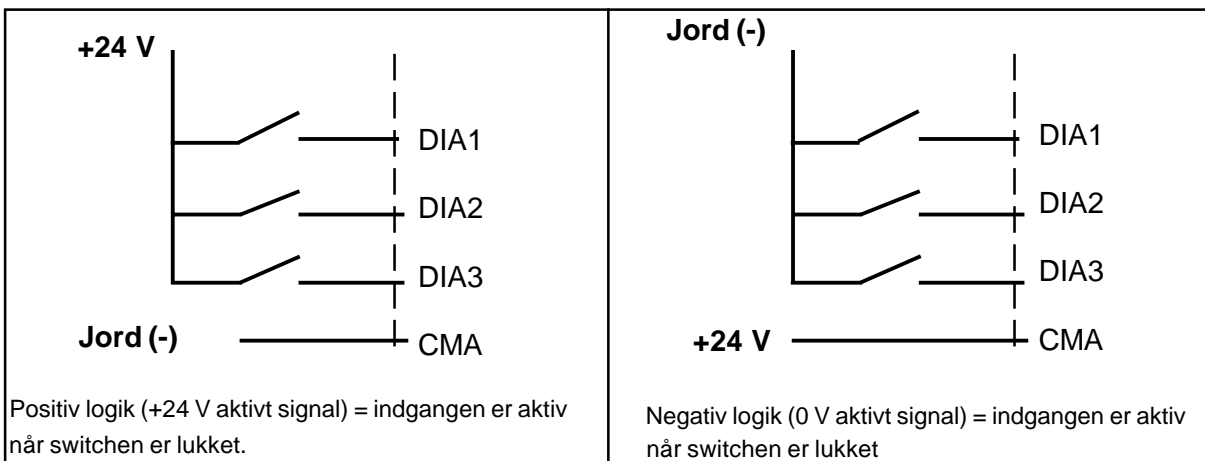 +24 V
DIA1
DIA2
DIA3
Jord (-)
CMA
Positiv logik (+24 V aktivt signal) = indgangen er aktiv
når switchen er lukket.
Jord (-)
DIA1
DIA2
DIA3
+24 V
CMA
Negativ logik (0 V aktivt signal) = indgangen er aktiv
når switchen er lukket